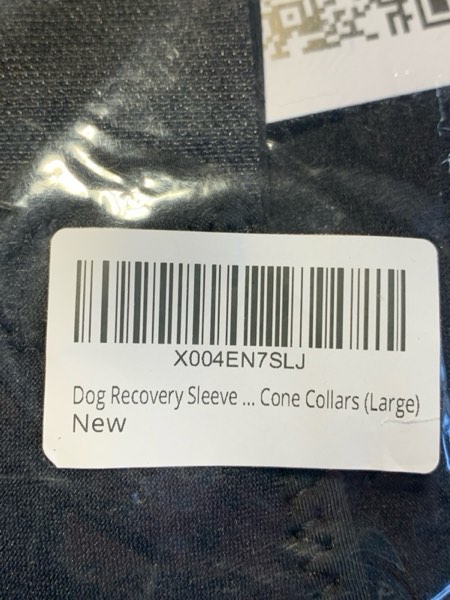 X004EN7SLJ
Dog Recovery Sleeve ... Cone Collars (Large)
New